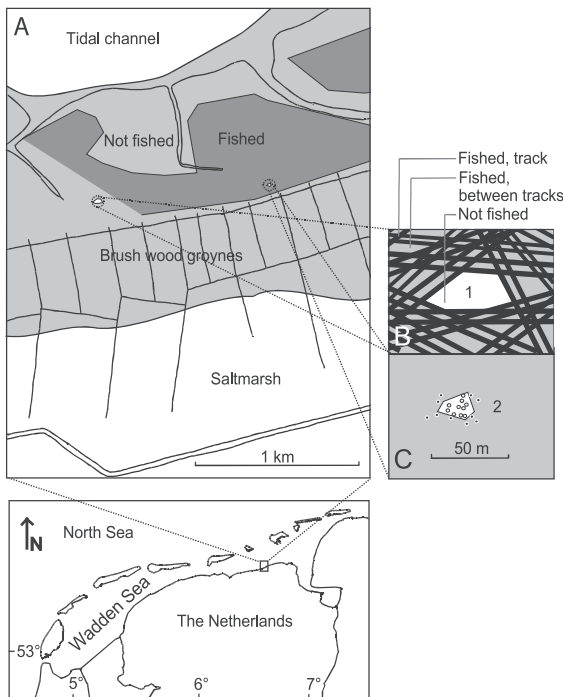 A
Tidal channel
Not fished
Fished
Brush wood groynes
Saltmarsh
1 km
Fished, track
Fished,
between tracks
Not fished
1
B
2
C
50 m
N
North Sea
Wadden Sea
The Netherlands
53°
5°
6°
7°